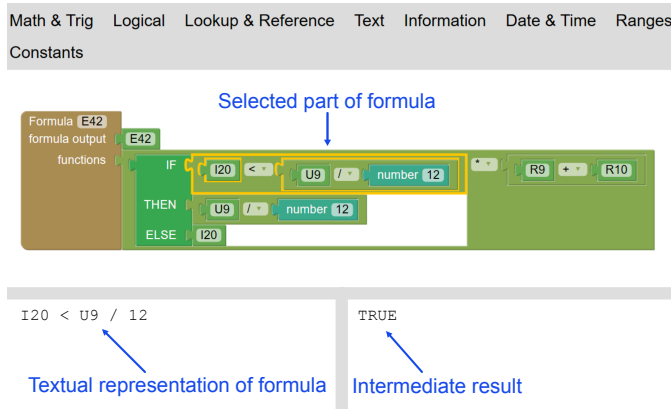 Math & Trig Logical Lookup & Reference Text Information Date & Time Ranges
Constants
Selected part of formula
Formula E42
formula output E42
functions IF I20 < U9 / number 12 * R9 + R10
THEN U9 / number 12
ELSE I20
I20 < U9 / 12 TRUE
Textual representation of formula Intermediate result